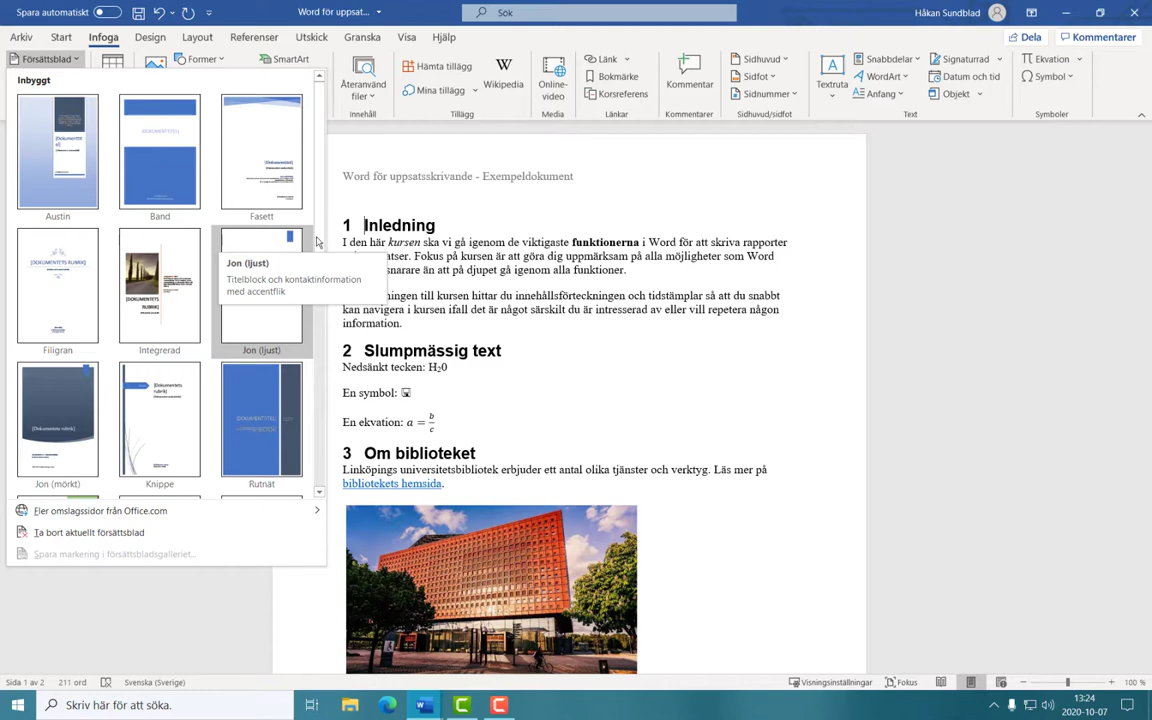 Spara automatiskt
Word för uppsat...
Sök
Håkan Sundblad
Arkiv Start Infoga Design Layout Referenser Utskick Granska Visa Hjälp
Dela
Kommentarer
Försättsblad
Former
SmartArt
Återanvänd filer
Innehåll
Hämta tillägg
Mina tillägg
Wikipedia
Tillägg
Online-video
Media
Länk
Bokmärke
Korsreferens
Länkar
Kommentar
Kommentarer
Sidhuvud
Sidfot
Sidnummer
Sidhuvud/sidfot
Textruta
Snabbdelar
WordArt
Anfang
Signaturrad
Datum och tid
Objekt
Text
Ekvation
Symbol
Symboler
Inbyggt
Austin Band Fasett
Filigran Integrerad Jon (ljust)
Jon (mörkt) Knippe Rutnät
Jon (ljust)
Titelblock och kontaktinformation
med accentflik
Fler omslagssidor från Office.com
Ta bort aktuellt försättsblad
Spara markering i försättsbladsgalleriet...
Word för uppsatsskrivande - Exempeldokument
1 Inledning
I den här kursen ska vi gå igenom de viktigaste funktionerna i Word för att skriva rapporter
atser. Fokus på kursen är att göra dig uppmärksam på alla möjligheter som Word
snarare än att på djupet gå igenom alla funktioner.
ningen till kursen hittar du innehållsförteckningen och tidstämplar så att du snabbt
kan navigera i kursen ifall det är något särskilt du är intresserad av eller vill repetera någon
information.
2 Slumpmässig text
Nedsänkt tecken: H₂0
En symbol:
En ekvation: a = b/c
3 Om biblioteket
Linköpings universitetsbibliotek erbjuder ett antal olika tjänster och verktyg. Läs mer på
bibliotekets hemsida.
Sida 1 av 2 211 ord Svenska (Sverige)
Visningsinställningar Fokus 100 %
Skriv här för att söka.
13:24
2020-10-07